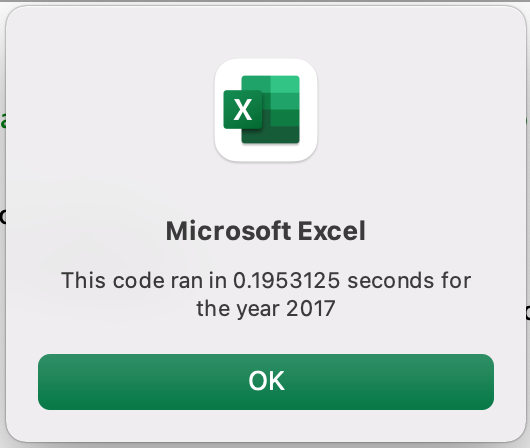 X
Microsoft Excel
This code ran in 0.1953125 seconds for
the year 2017
OK